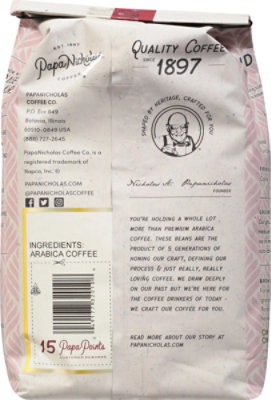 EST 1897
PapaNicholas
COFFEE
QUALITY COFFEE
SINCE
1897
SHAPED BY HERITAGE, CRAFTED FOR YOU
PAPANICHOLAS
COFFEE CO.
P.O. Box 849
Batavia, Illinois
60510-0849 USA
(888) 727-2645
PapaNicholas Coffee Co. is a
registered trademark of
Napco, Inc. ®
PAPANICHOLAS.COM
@PAPANICHOLASCOFFEE
Nicholas A. Papanicholas
FOUNDER
INGREDIENTS:
ARABICA COFFEE
15 PapaPoints
CUSTOMER REWARDS
YOU'RE HOLDING A WHOLE LOT
MORE THAN PREMIUM ARABICA
COFFEE. THESE BEANS ARE THE
PRODUCT OF 5 GENERATIONS OF
HONING OUR CRAFT, DEFINING OUR
PROCESS & JUST REALLY, REALLY
LOVING COFFEE. WE DRAW DEEPLY
ON OUR PAST BUT WE'RE HERE FOR
THE COFFEE DRINKERS OF TODAY -
WE CRAFT OUR COFFEE FOR YOU.
READ MORE ABOUT OUR STORY AT
PAPANICHOLAS.COM